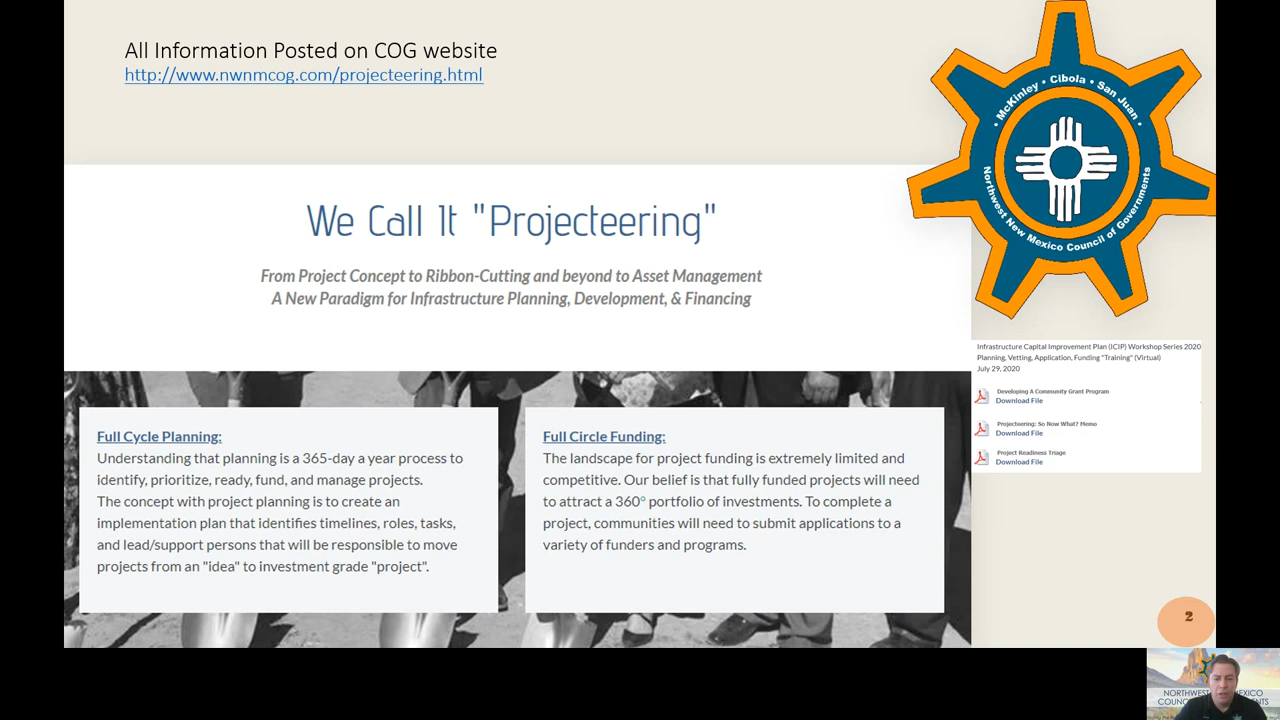 All Information Posted on COG website
http://www.nwnmcog.com/projecteering.html
• McKinley • Cibola • San Juan •
Northwest New Mexico Council of Governments
We Call It "Projecteering"
From Project Concept to Ribbon-Cutting and beyond to Asset Management
A New Paradigm for Infrastructure Planning, Development, & Financing
Infrastructure Capital Improvement Plan (ICIP) Workshop Series 2020
Planning, Vetting, Application, Funding "Training" (Virtual)
July 29, 2020
Developing A Community Grant Program
Download File
Projecteering: So Now What? Memo
Download File
Project Readiness Triage
Download File
Full Cycle Planning:
Understanding that planning is a 365-day a year process to
identify, prioritize, ready, fund, and manage projects.
The concept with project planning is to create an
implementation plan that identifies timelines, roles, tasks,
and lead/support persons that will be responsible to move
projects from an "idea" to investment grade "project".
Full Circle Funding:
The landscape for project funding is extremely limited and
competitive. Our belief is that fully funded projects will need
to attract a 360° portfolio of investments. To complete a
project, communities will need to submit applications to a
variety of funders and programs.
2